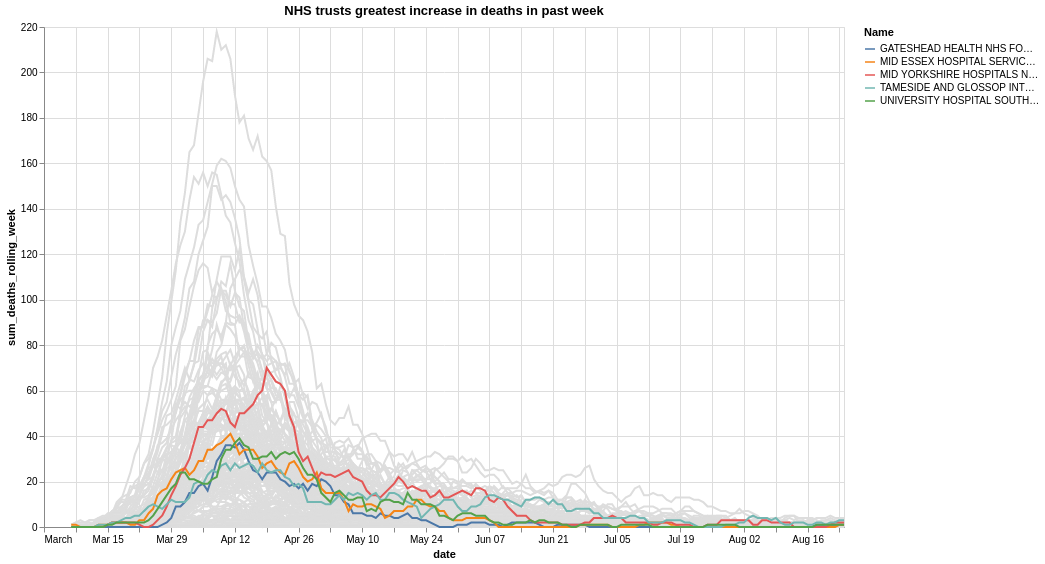 NHS trusts greatest increase in deaths in past week
Name
GATESHEAD HEALTH NHS FO…
MID ESSEX HOSPITAL SERVIC…
MID YORKSHIRE HOSPITALS N…
TAMESIDE AND GLOSSOP INT…
UNIVERSITY HOSPITAL SOUTH…
sum_deaths_rolling_week
220
200
180
160
140
120
100
80
60
40
20
0
March Mar 15 Mar 29 Apr 12 Apr 26 May 10 May 24 Jun 07 Jun 21 Jul 05 Jul 19 Aug 02 Aug 16
date